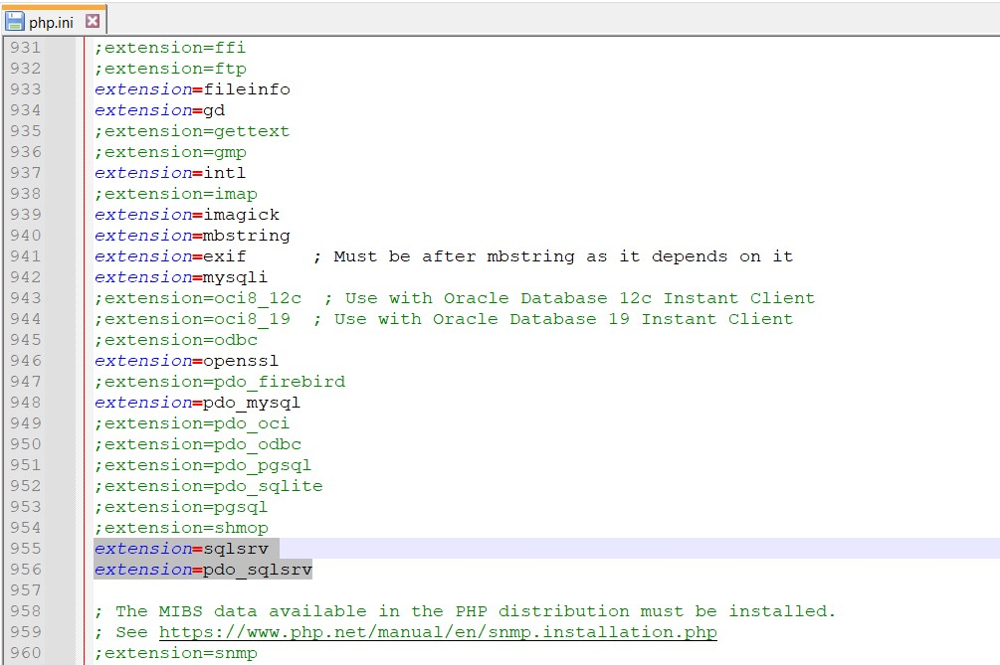 php.ini
931 ;extension=ffi
932 ;extension=ftp
933 extension=fileinfo
934 extension=gd
935 ;extension=gettext
936 ;extension=gmp
937 extension=intl
938 ;extension=imap
939 extension=imagick
940 extension=mbstring
941 extension=exif      ; Must be after mbstring as it depends on it
942 extension=mysqli
943 ;extension=oci8_12c  ; Use with Oracle Database 12c Instant Client
944 ;extension=oci8_19  ; Use with Oracle Database 19 Instant Client
945 ;extension=odbc
946 extension=openssl
947 ;extension=pdo_firebird
948 extension=pdo_mysql
949 ;extension=pdo_oci
950 ;extension=pdo_odbc
951 ;extension=pdo_pgsql
952 ;extension=pdo_sqlite
953 ;extension=pgsql
954 ;extension=shmop
955 extension=sqlsrv
956 extension=pdo_sqlsrv
957
958 ; The MIBS data available in the PHP distribution must be installed.
959 ; See https://www.php.net/manual/en/snmp.installation.php
960 ;extension=snmp